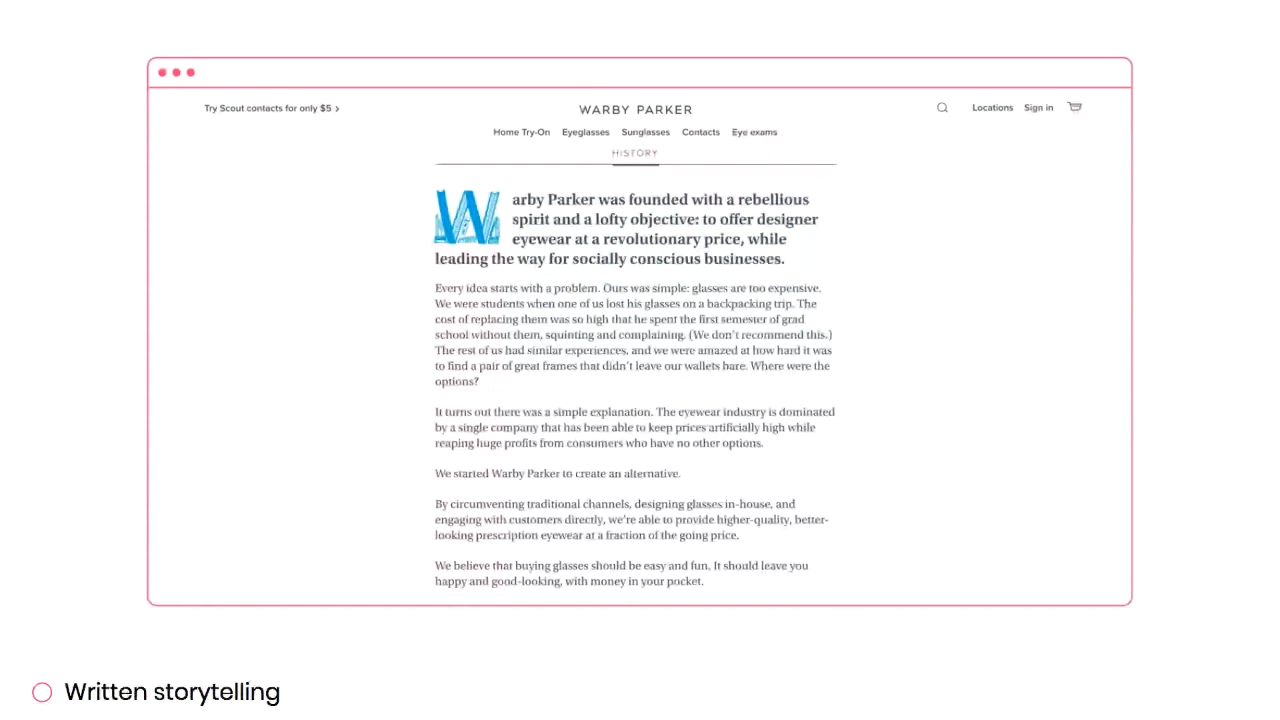 Try Scout contacts for only $5 >
WARBY PARKER
Locations Sign in
Home Try-On Eyeglasses Sunglasses Contacts Eye exams
HISTORY
Warby Parker was founded with a rebellious
spirit and a lofty objective: to offer designer
eyewear at a revolutionary price, while
leading the way for socially conscious businesses.
Every idea starts with a problem. Ours was simple: glasses are too expensive.
We were students when one of us lost his glasses on a backpacking trip. The
cost of replacing them was so high that he spent the first semester of grad
school without them, squinting and complaining. (We don't recommend this.)
The rest of us had similar experiences, and we were amazed at how hard it was
to find a pair of great frames that didn't leave our wallets bare. Where were the
options?
It turns out there was a simple explanation. The eyewear industry is dominated
by a single company that has been able to keep prices artificially high while
reaping huge profits from consumers who have no other options.
We started Warby Parker to create an alternative.
By circumventing traditional channels, designing glasses in-house, and
engaging with customers directly, we're able to provide higher-quality, better-
looking prescription eyewear at a fraction of the going price.
We believe that buying glasses should be easy and fun. It should leave you
happy and good-looking, with money in your pocket.
Written storytelling